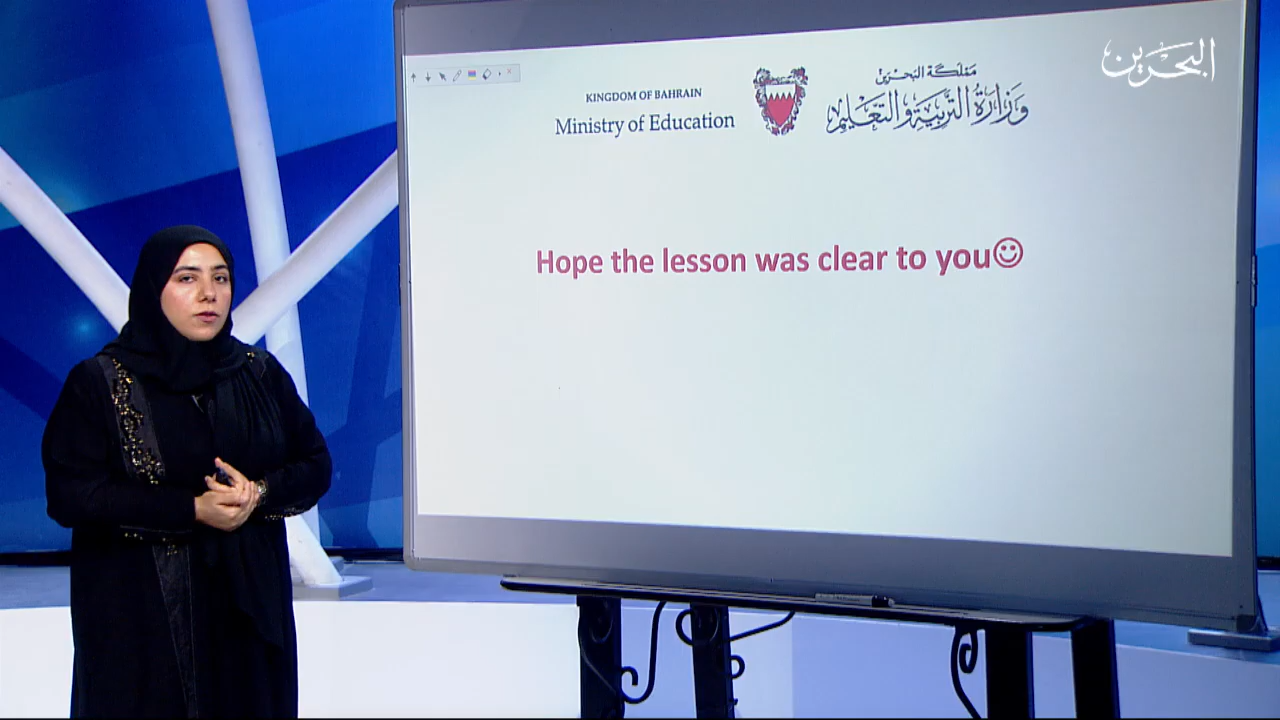 البحرين
KINGDOM OF BAHRAIN
Ministry of Education
مملكة البحرين
وزارة التربية والتعليم
Hope the lesson was clear to you☺